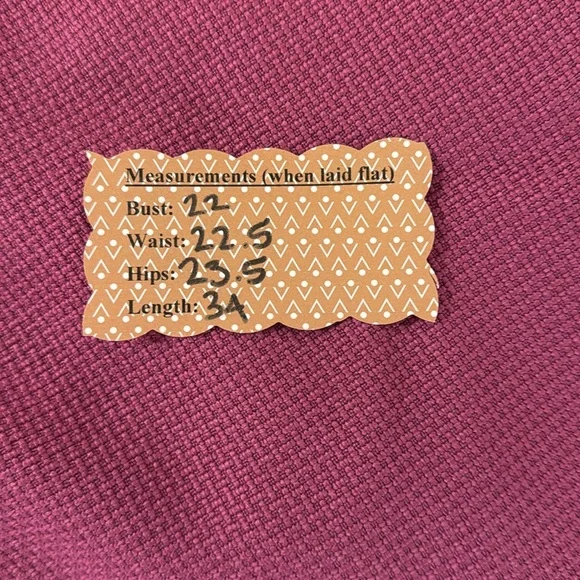 Measurements (when laid flat)
Bust: 22
Waist: 22.5
Hips: 23.5
Length: 34